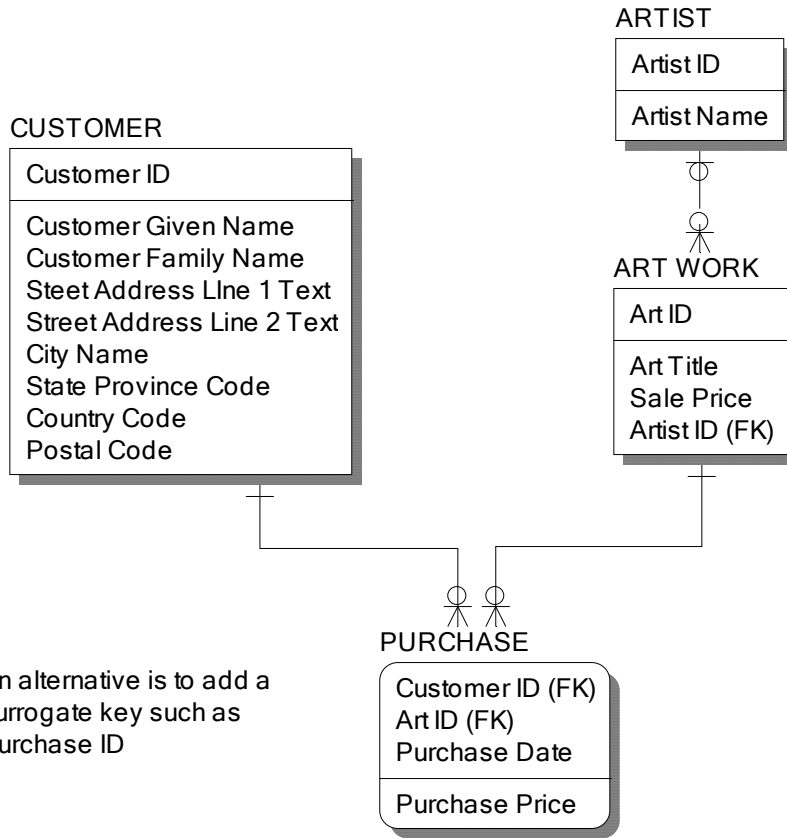 ARTIST
Artist ID
Artist Name
CUSTOMER
Customer ID
Customer Given Name
Customer Family Name
Steet Address LIne 1 Text
Street Address Line 2 Text
City Name
State Province Code
Country Code
Postal Code
ART WORK
Art ID
Art Title
Sale Price
Artist ID (FK)
PURCHASE
Customer ID (FK)
Art ID (FK)
Purchase Date
Purchase Price
n alternative is to add a
urrogate key such as
urchase ID